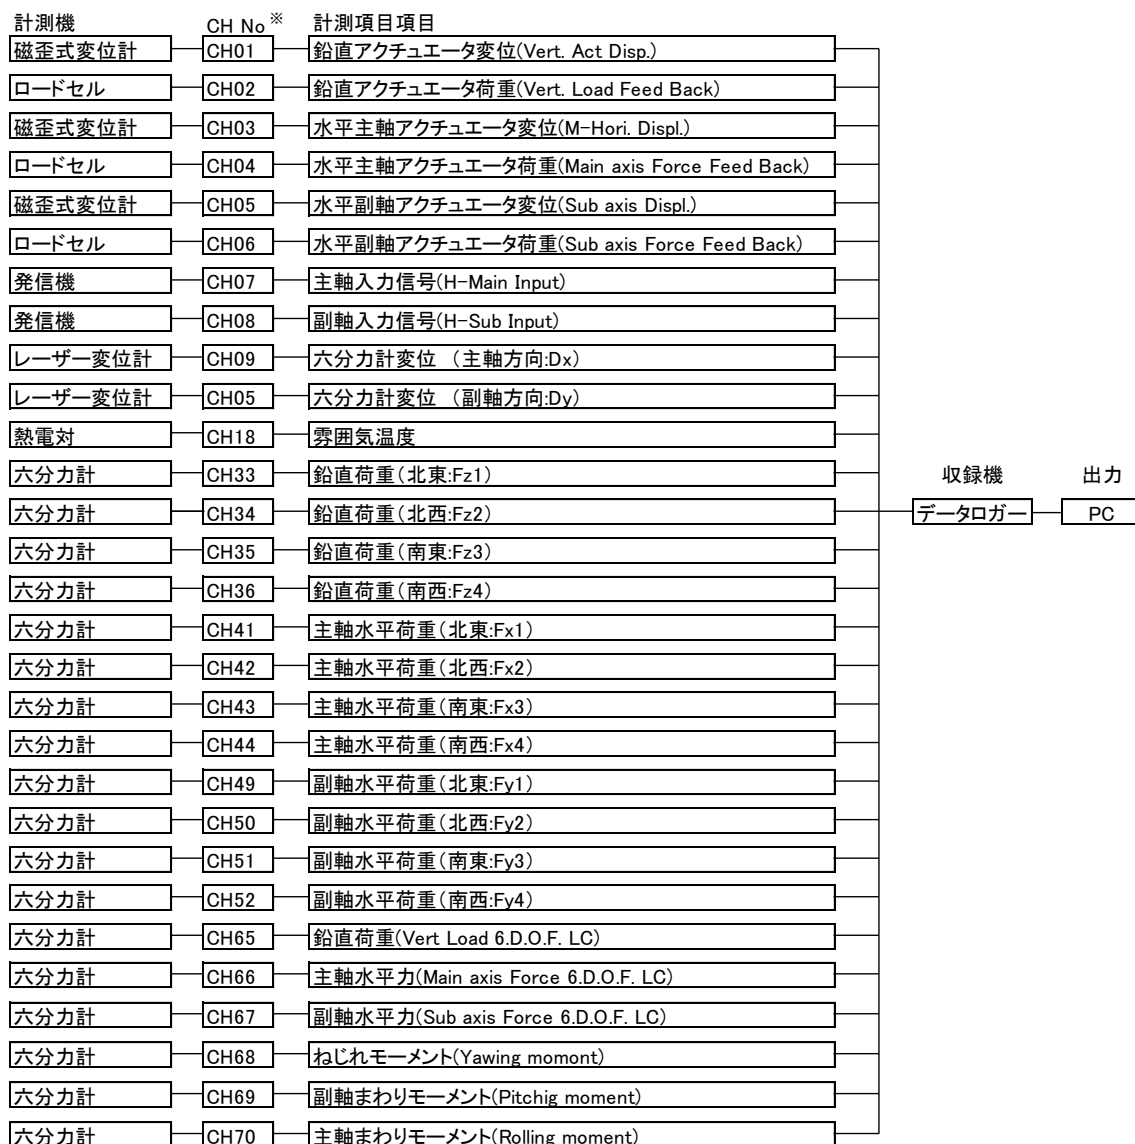 計測機 CH No※ 計測項目項目
磁歪式変位計 CH01 鉛直アクチュエータ変位(Vert. Act Disp.)
ロードセル CH02 鉛直アクチュエータ荷重(Vert. Load Feed Back)
磁歪式変位計 CH03 水平主軸アクチュエータ変位(M-Hori. Displ.)
ロードセル CH04 水平主軸アクチュエータ荷重(Main axis Force Feed Back)
磁歪式変位計 CH05 水平副軸アクチュエータ変位(Sub axis Displ.)
ロードセル CH06 水平副軸アクチュエータ荷重(Sub axis Force Feed Back)
発信機 CH07 主軸入力信号(H-Main Input)
発信機 CH08 副軸入力信号(H-Sub Input)
レーザー変位計 CH09 六分力計変位 （主軸方向:Dx）
レーザー変位計 CH05 六分力計変位 （副軸方向:Dy）
熱電対 CH18 雰囲気温度
六分力計 CH33 鉛直荷重（北東:Fz1） 収録機 出力
六分力計 CH34 鉛直荷重（北西:Fz2） データロガー PC
六分力計 CH35 鉛直荷重（南東:Fz3）
六分力計 CH36 鉛直荷重（南西:Fz4）
六分力計 CH41 主軸水平荷重（北東:Fx1）
六分力計 CH42 主軸水平荷重（北西:Fx2）
六分力計 CH43 主軸水平荷重（南東:Fx3）
六分力計 CH44 主軸水平荷重（南西:Fx4）
六分力計 CH49 副軸水平荷重（北東:Fy1）
六分力計 CH50 副軸水平荷重（北西:Fy2）
六分力計 CH51 副軸水平荷重（南東:Fy3）
六分力計 CH52 副軸水平荷重（南西:Fy4）
六分力計 CH65 鉛直荷重(Vert Load 6.D.O.F. LC)
六分力計 CH66 主軸水平力(Main axis Force 6.D.O.F. LC)
六分力計 CH67 副軸水平力(Sub axis Force 6.D.O.F. LC)
六分力計 CH68 ねじれモーメント(Yawing momont)
六分力計 CH69 副軸まわりモーメント(Pitchig moment)
六分力計 CH70 主軸まわりモーメント(Rolling moment)